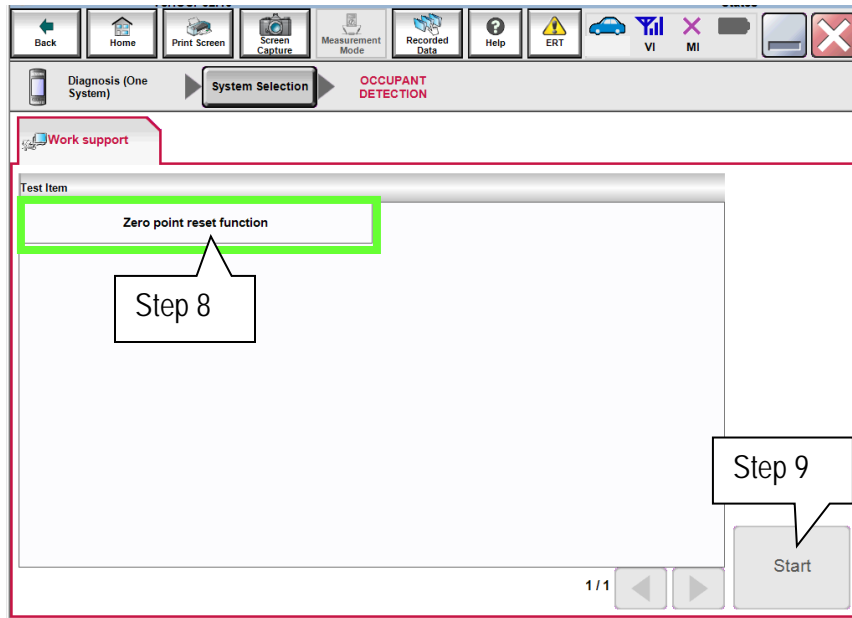 Back
Home
Print Screen
Screen
Capture
Measurement
Mode
Recorded
Data
Help
ERT
VI
MI
Diagnosis (One
System)
System Selection
OCCUPANT
DETECTION
Work support
Test Item
Zero point reset function
Step 8
Step 9
Start
1/1